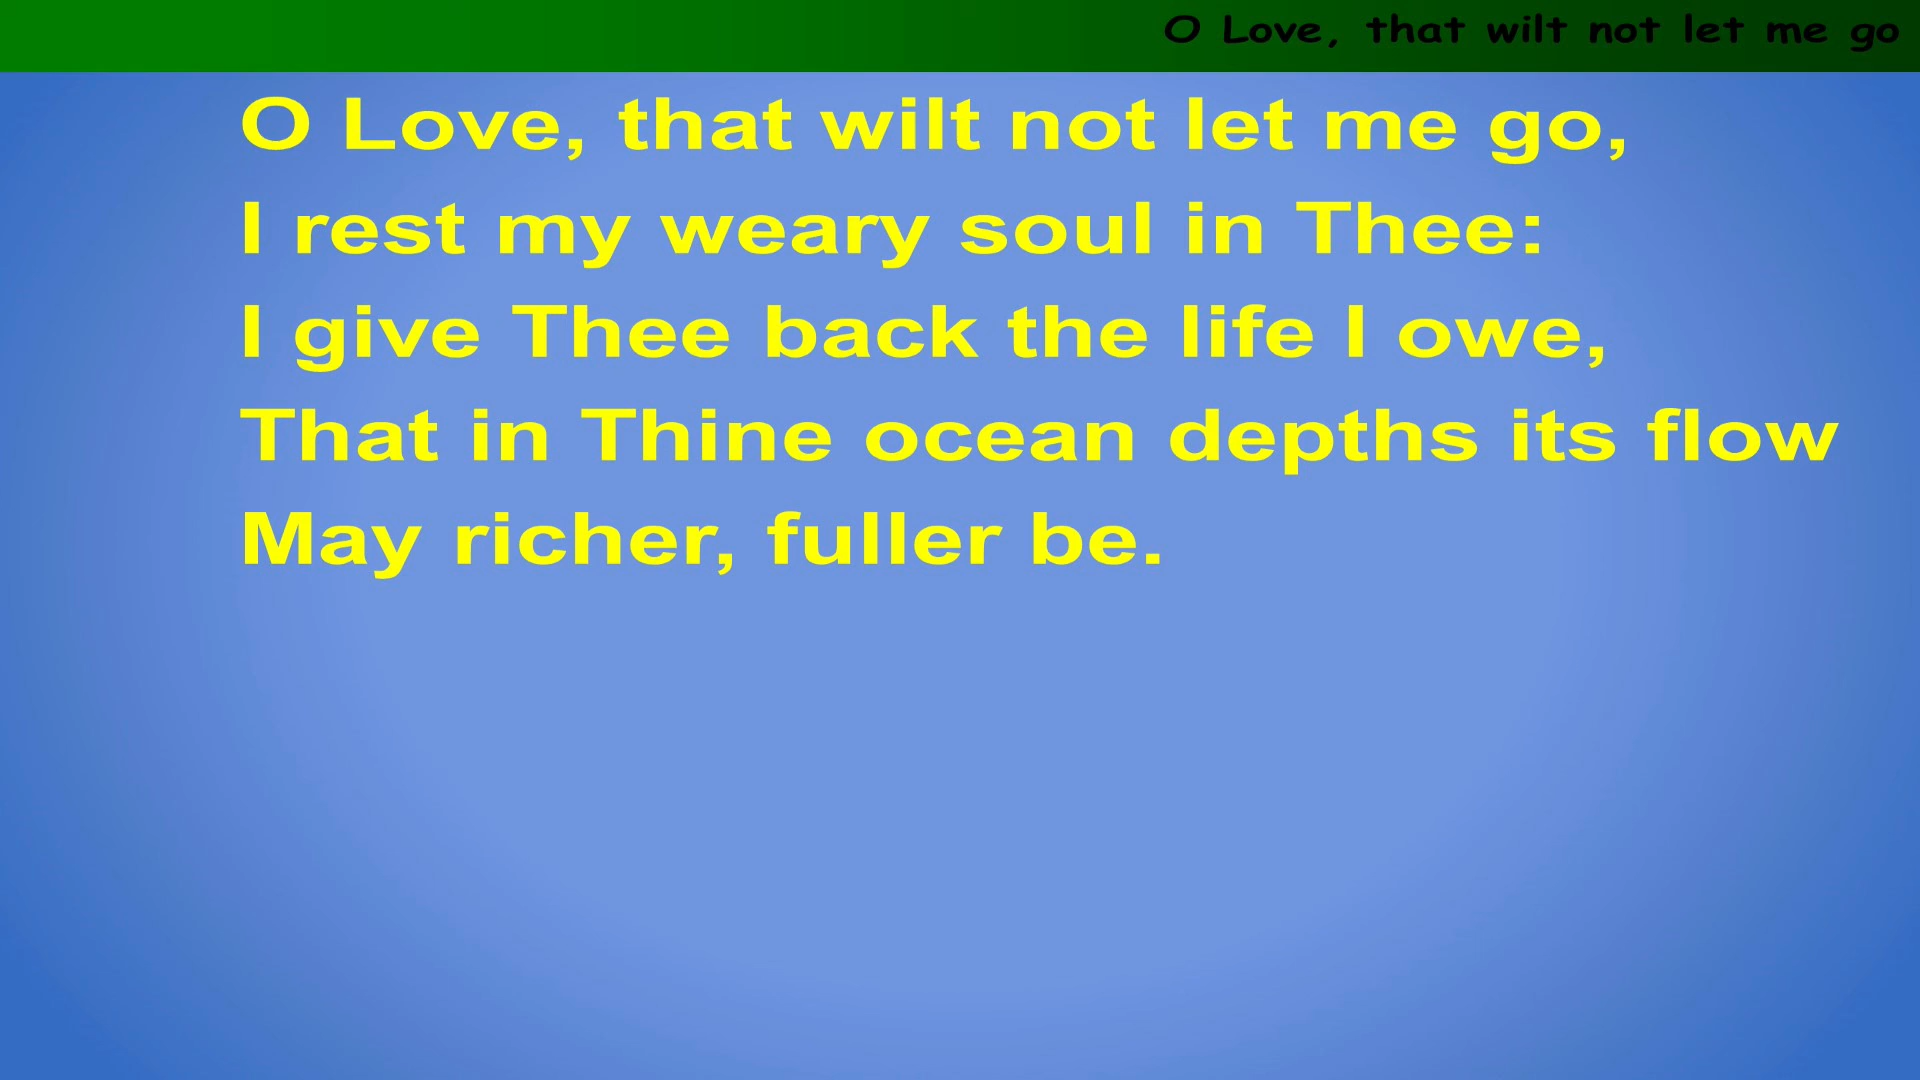 O Love, that wilt not let me go
O Love, that wilt not let me go,
I rest my weary soul in Thee:
I give Thee back the life I owe,
That in Thine ocean depths its flow
May richer, fuller be.